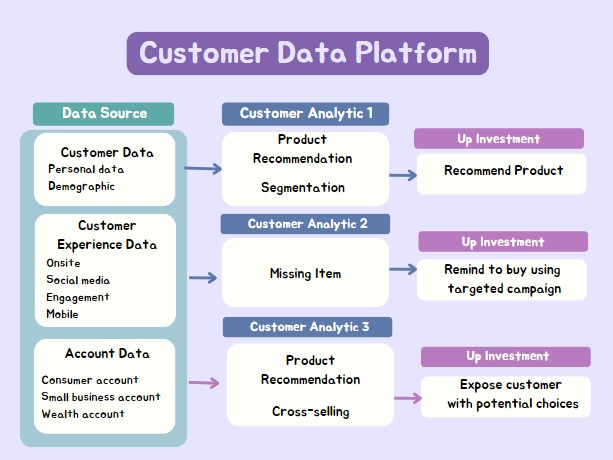 Customer Data Platform
Data Source
Customer Data
Personal data
Demographic
Customer
Experience Data
Onsite
Social media
Engagement
Mobile
Account Data
Consumer account
Small business account
Wealth account
Customer Analytic 1
Product
Recommendation
Segmentation
Customer Analytic 2
Missing Item
Customer Analytic 3
Product
Recommendation
Cross-selling
Up Investment
Recommend Product
Up Investment
Remind to buy using
targeted campaign
Up Investment
Expose customer
with potential choices